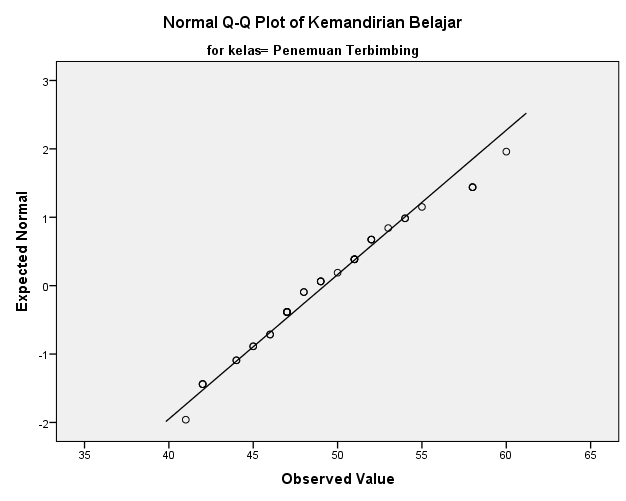 Normal Q-Q Plot of Kemandirian Belajar
for kelas= Penemuan Terbimbing
Expected Normal
3
2
1
0
-1
-2
35 40 45 50 55 60 65
Observed Value